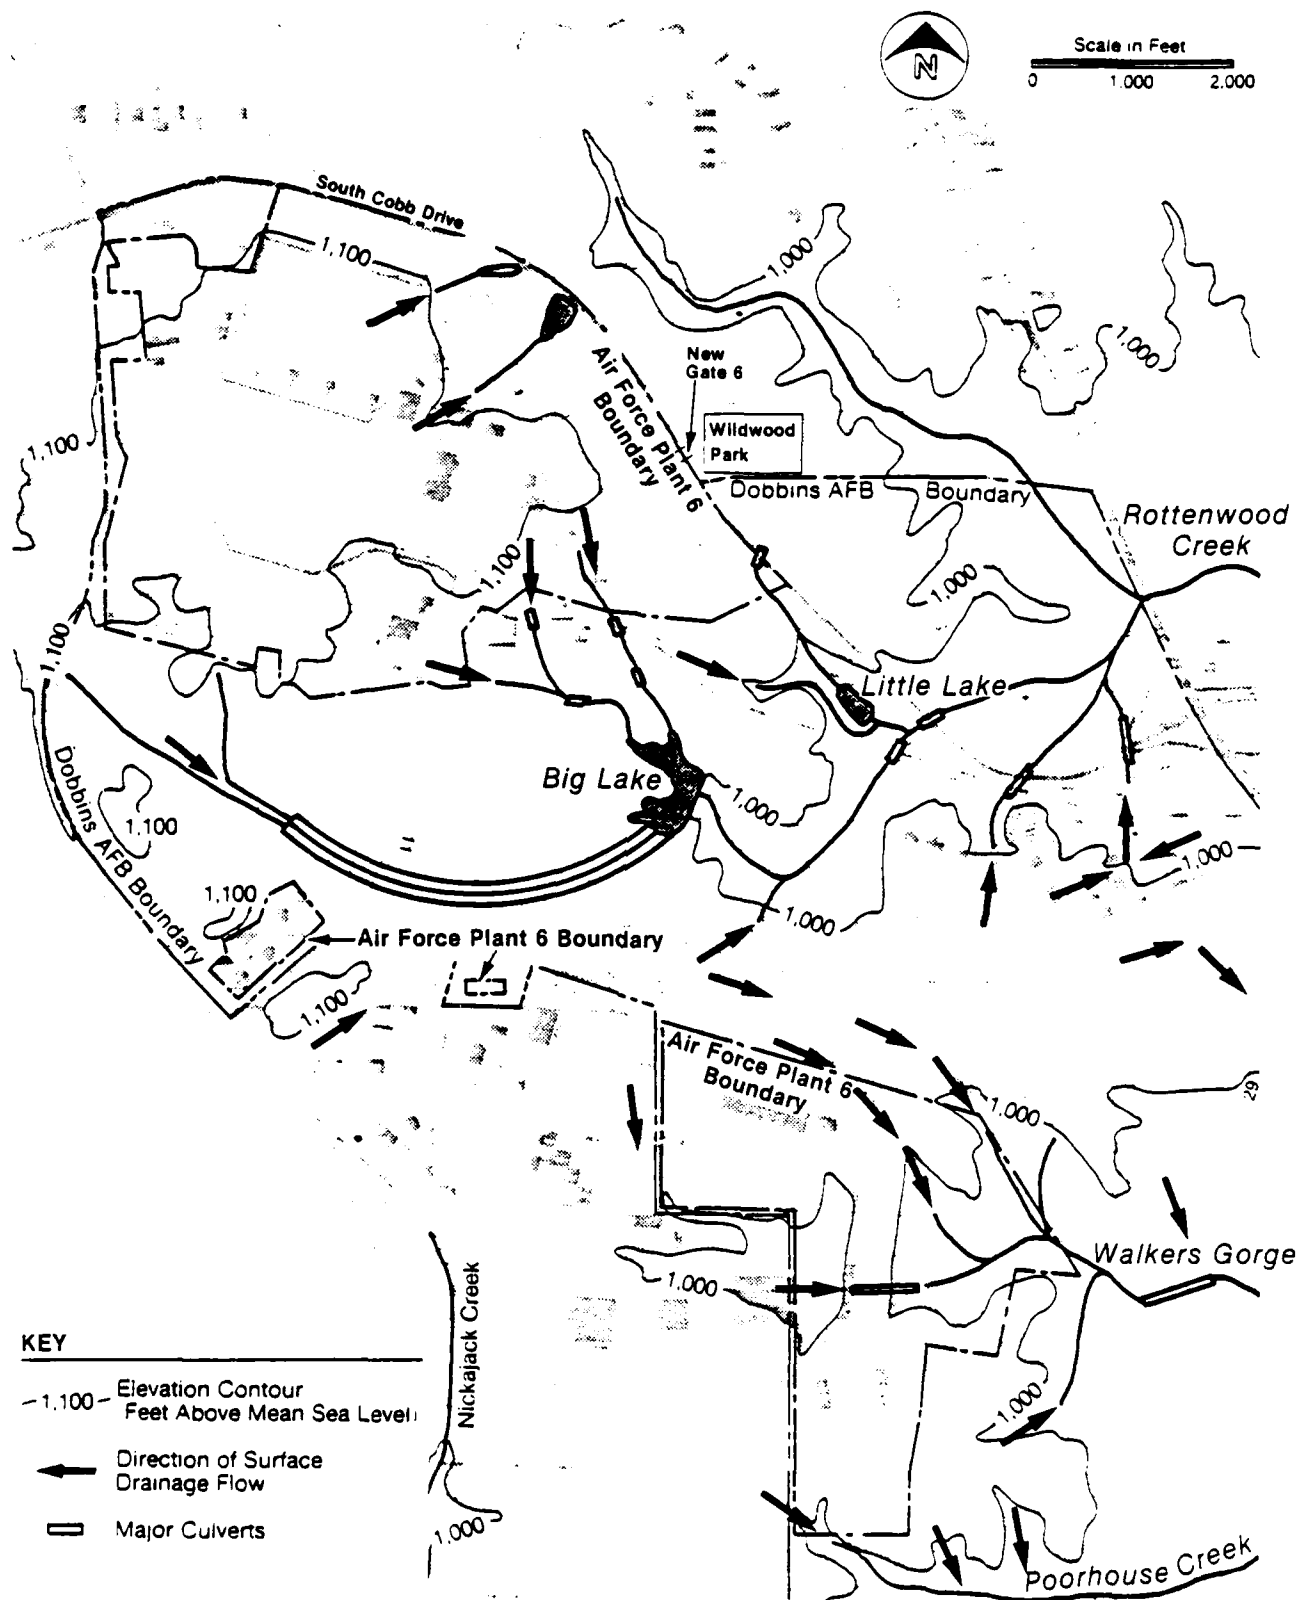 N
Scale in Feet
0 1,000 2,000
South Cobb Drive
1,100
1,000
1,000
New
Gate 6
Air Force Plant 6
Boundary
Wildwood
Park
1,100
Dobbins AFB Boundary
Rottenwood
Creek
1,100
1,000
1,100
Little Lake
Dobbins AFB Boundary
Big Lake
1,000
1,100
1,000
1,100
1,000
Air Force Plant 6 Boundary
1,100
Air Force Plant 6
Boundary
1,000
29
Walkers Gorge
1,000
Nickajack Creek
KEY
1,100 Elevation Contour
Feet Above Mean Sea Level
Direction of Surface
Drainage Flow
Major Culverts
1,000
1,000
Poorhouse Creek